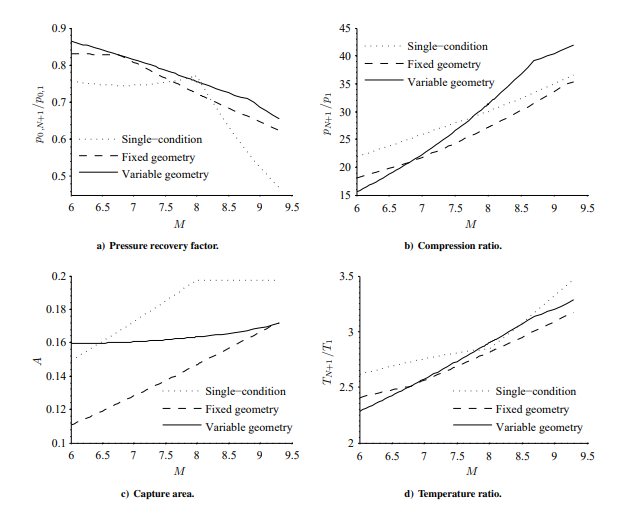 0.9
0.8
0.7
0.6
0.5
p0,N+1/p0,1
Single−condition
Fixed geometry
Variable geometry
6 6.5 7 7.5 8 8.5 9 9.5
M
a) Pressure recovery factor.
45
40
35
30
25
20
15
pN+1/p1
Single−condition
Fixed geometry
Variable geometry
6 6.5 7 7.5 8 8.5 9 9.5
M
b) Compression ratio.
0.2
0.18
0.16
0.14
0.12
0.1
A
Single−condition
Fixed geometry
Variable geometry
6 6.5 7 7.5 8 8.5 9 9.5
M
c) Capture area.
3.5
3
2.5
2
TN+1/T1
Single−condition
Fixed geometry
Variable geometry
6 6.5 7 7.5 8 8.5 9 9.5
M
d) Temperature ratio.